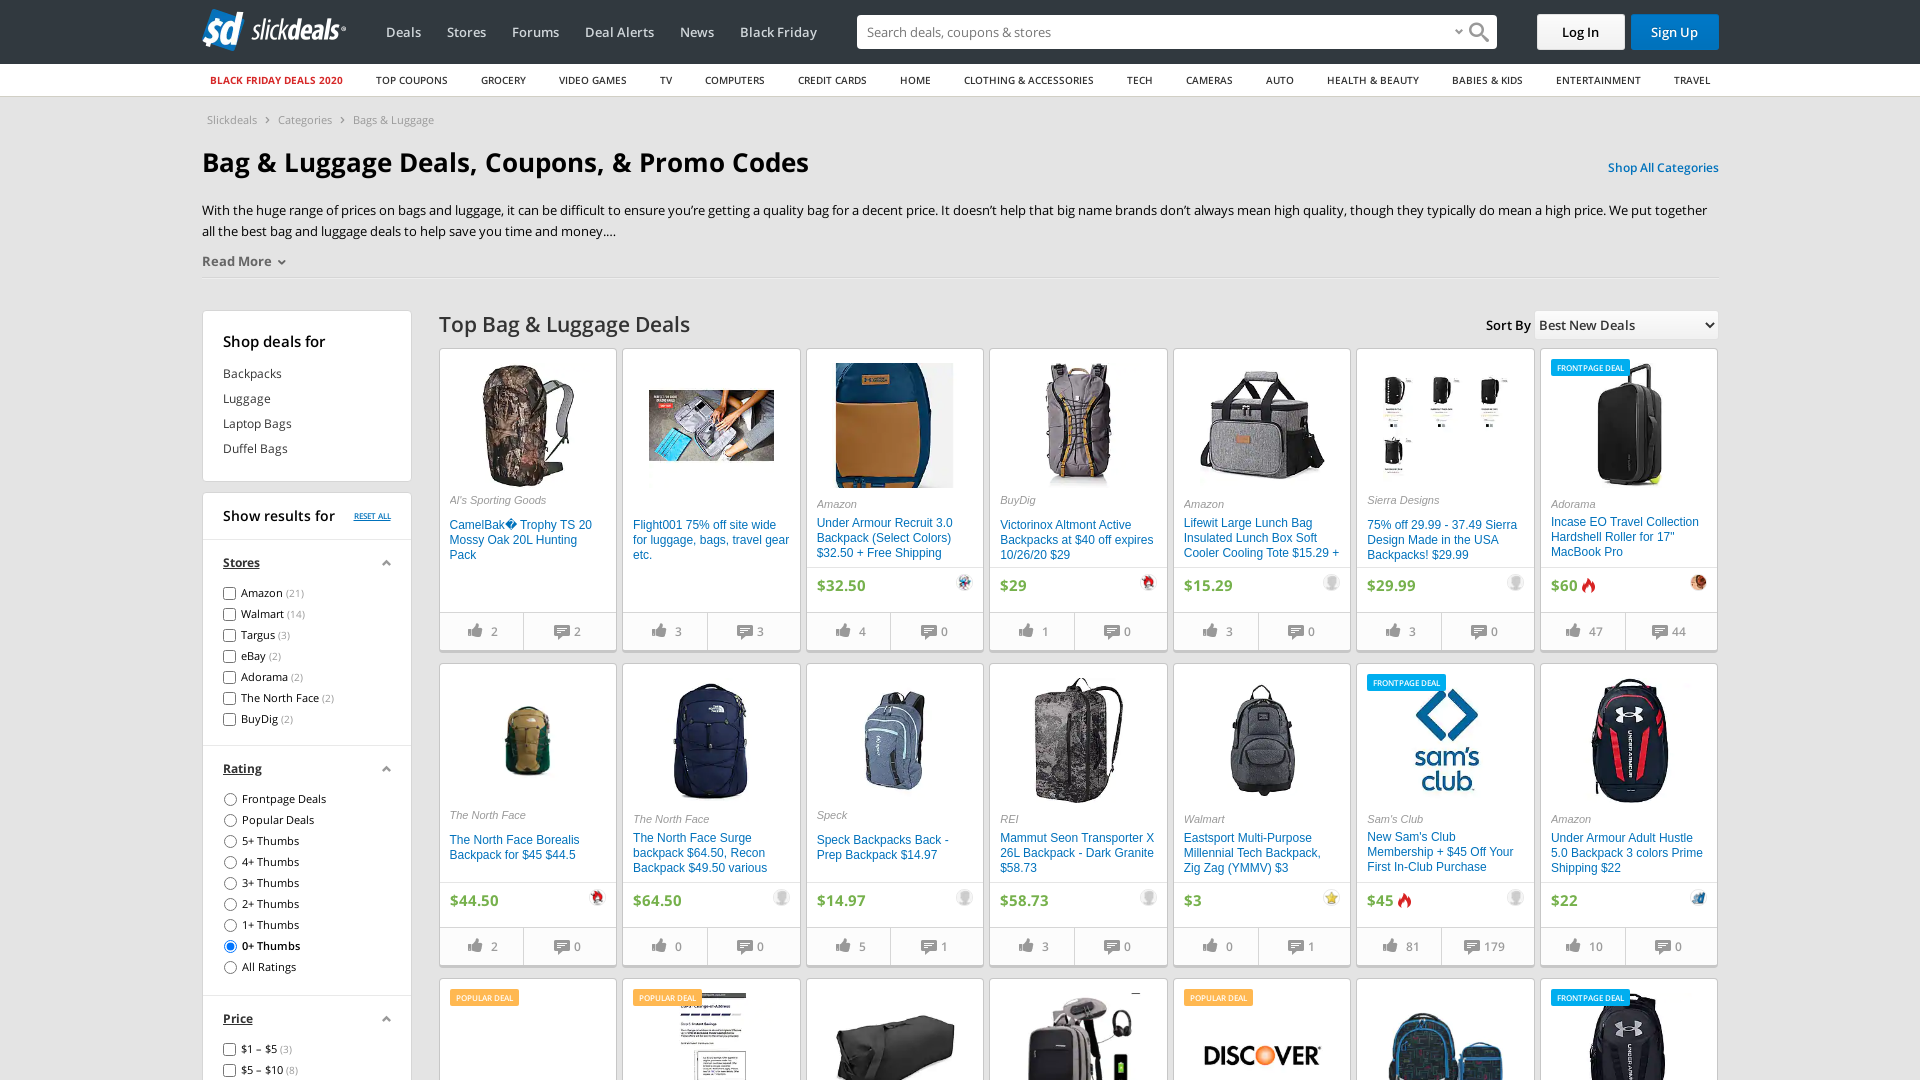 sd slickdeals
Deals
Stores
Forums
Deal Alerts
News
Black Friday
Search deals, coupons & stores
Log In
Sign Up
BLACK FRIDAY DEALS 2020
TOP COUPONS
GROCERY
VIDEO GAMES
TV
COMPUTERS
CREDIT CARDS
HOME
CLOTHING & ACCESSORIES
TECH
CAMERAS
AUTO
HEALTH & BEAUTY
BABIES & KIDS
ENTERTAINMENT
TRAVEL
Slickdeals
Categories
Bags & Luggage
Bag & Luggage Deals, Coupons, & Promo Codes
Shop All Categories
With the huge range of prices on bags and luggage, it can be difficult to ensure you’re getting a quality bag for a decent price. It doesn’t help that big name brands don’t always mean high quality, though they typically do mean a high price. We put together
all the best bag and luggage deals to help save you time and money....
Read More
Shop deals for
Backpacks
Luggage
Laptop Bags
Duffel Bags
Show results for
RESET ALL
Stores
Amazon (21)
Walmart (14)
Targus (3)
eBay (2)
Adorama (2)
The North Face (2)
BuyDig (2)
Rating
Frontpage Deals
Popular Deals
5+ Thumbs
4+ Thumbs
3+ Thumbs
2+ Thumbs
1+ Thumbs
0+ Thumbs
All Ratings
Price
$1 – $5 (3)
$5 – $10 (8)
Top Bag & Luggage Deals
Sort By
Best New Deals
Al's Sporting Goods
CamelBak� Trophy TS 20
Mossy Oak 20L Hunting
Pack
2
2
Flight001 75% off site wide
for luggage, bags, travel gear
etc.
3
3
Amazon
Under Armour Recruit 3.0
Backpack (Select Colors)
$32.50 + Free Shipping
$32.50
4
0
BuyDig
Victorinox Altmont Active
Backpacks at $40 off expires
10/26/20 $29
$29
1
0
Amazon
Lifewit Large Lunch Bag
Insulated Lunch Box Soft
Cooler Cooling Tote $15.29 +
$15.29
3
0
Sierra Designs
75% off 29.99 - 37.49 Sierra
Design Made in the USA
Backpacks! $29.99
$29.99
3
0
FRONTPAGE DEAL
Adorama
Incase EO Travel Collection
Hardshell Roller for 17"
MacBook Pro
$60
47
44
The North Face
The North Face Borealis
Backpack for $45 $44.5
$44.50
2
0
The North Face
The North Face Surge
backpack $64.50, Recon
Backpack $49.50 various
$64.50
0
0
Speck
Speck Backpacks Back -
Prep Backpack $14.97
$14.97
5
1
REI
Mammut Seon Transporter X
26L Backpack - Dark Granite
$58.73
$58.73
3
0
Walmart
Eastsport Multi-Purpose
Millennial Tech Backpack,
Zig Zag (YMMV) $3
$3
0
1
FRONTPAGE DEAL
sam's
club
Sam's Club
New Sam's Club
Membership + $45 Off Your
First In-Club Purchase
$45
81
179
Amazon
Under Armour Adult Hustle
5.0 Backpack 3 colors Prime
Shipping $22
$22
10
0
POPULAR DEAL
POPULAR DEAL
POPULAR DEAL
DISCOVER
FRONTPAGE DEAL